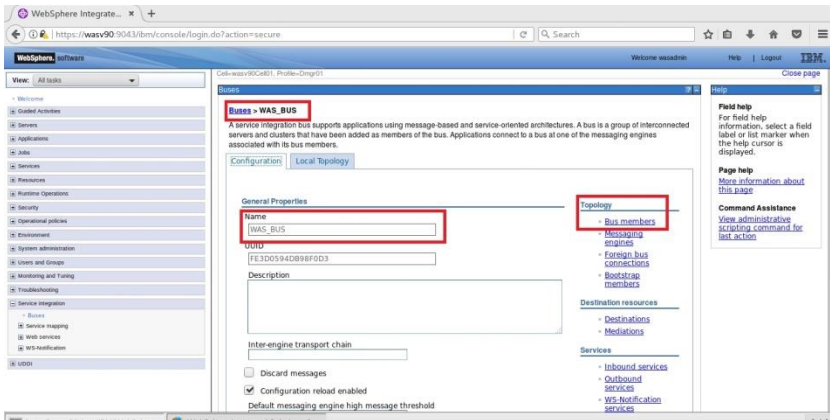 WebSphere Integrate... × +
https://wasv90:9043/ibm/console/login.do?action=secure
Search
WebSphere. software
Welcome wasadmin
Help | Logout
IBM.
View: All tasks
Cell=wasv90Cell01, Profile=Dmgr01
Close page
Welcome
Guided Activities
Servers
Applications
Jobs
Services
Resources
Runtime Operations
Security
Operational policies
Environment
System administration
Users and Groups
Monitoring and Tuning
Troubleshooting
Service integration
Buses
Service mapping
Web services
WS-Notification
UDDI
Buses
Buses > WAS_BUS
A service integration bus supports applications using message-based and service-oriented architectures. A bus is a group of interconnected
servers and clusters that have been added as members of the bus. Applications connect to a bus at one of the messaging engines
associated with its bus members.
Configuration
Local Topology
General Properties
Name
WAS_BUS
UUID
FE3D0594DB98F0D3
Description
Inter-engine transport chain
Discard messages
Configuration reload enabled
Default messaging engine high message threshold
Topology
Bus members
Messaging
engines
Foreign bus
connections
Bootstrap
members
Destination resources
Destinations
Mediations
Services
Inbound services
Outbound
services
WS-Notification
services
Help
Field help
For field help
information, select a field
label or list marker when
the help cursor is
displayed.
Page help
More information about
this page
Command Assistance
View administrative
scripting command for
last action